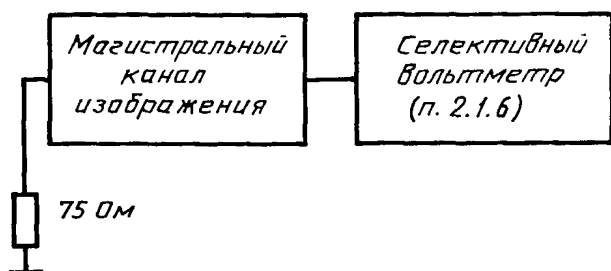 Магистральный
канал
изображения
Селективный
вольтметр
(п. 2.1.6)
75 Ом